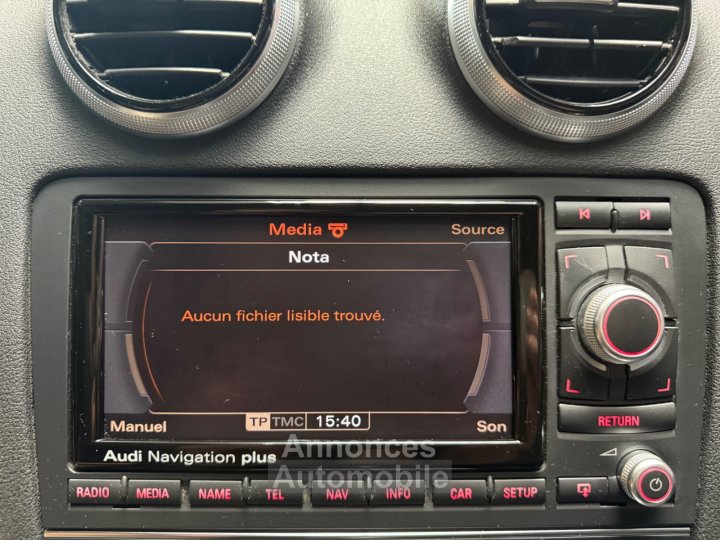 Media Source
Nota
Aucun fichier lisible trouvé.
TP TMC 15:40
Manuel Son
Annonces
Automobile
Audi Navigation plus
RETURN
RADIO MEDIA NAME TEL NAV INFO CAR SETUP